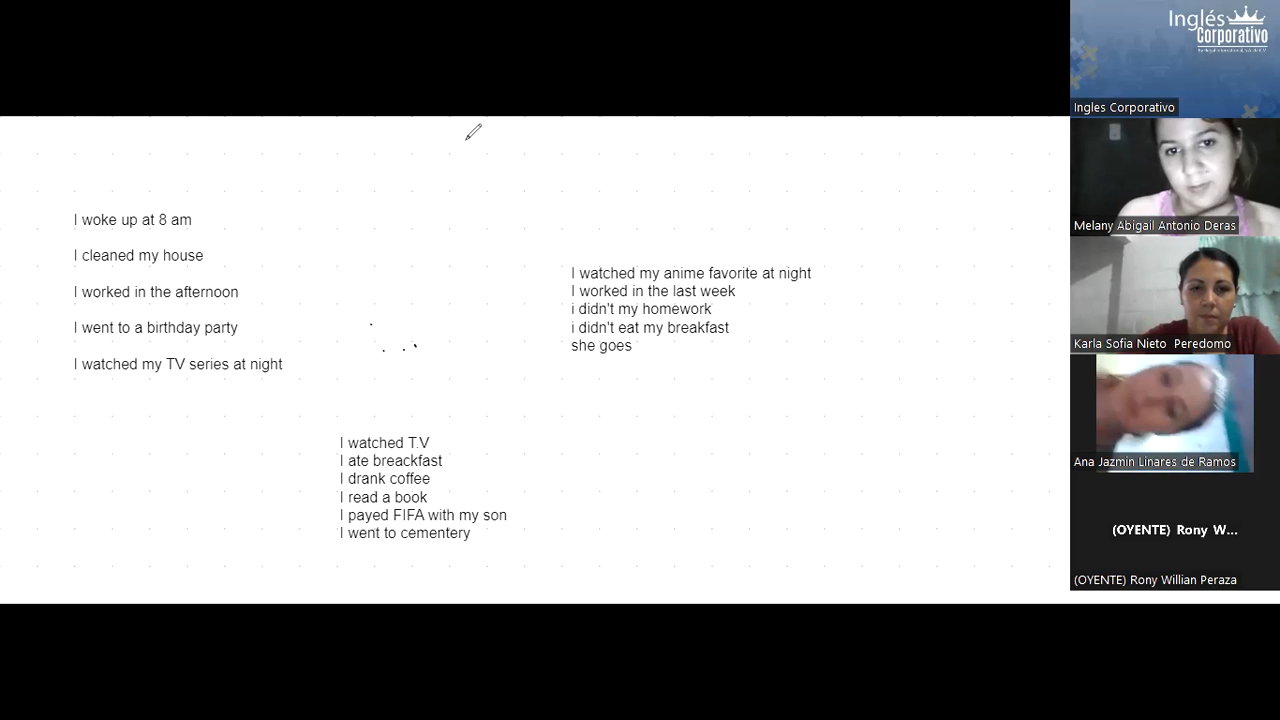 I woke up at 8 am
I cleaned my house
I worked in the afternoon
I went to a birthday party
I watched my TV series at night
I watched my anime favorite at night
I worked in the last week
i didn't my homework
i didn't eat my breakfast
she goes
I watched T.V
I ate breackfast
I drank coffee
I read a book
I payed FIFA with my son
I went to cementery
Inglés
Corporativo
Ingles Corporativo
Melany Abigail Antonio Deras
Karla Sofia Nieto Peredomo
Ana Jazmin Linares de Ramos
(OYENTE) Rony W...
(OYENTE) Rony Willian Peraza